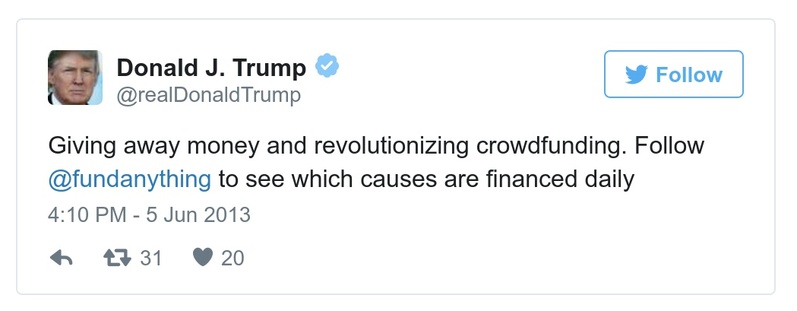 Donald J. Trump
@realDonaldTrump
Follow
Giving away money and revolutionizing crowdfunding. Follow
@fundanything to see which causes are financed daily
4:10 PM - 5 Jun 2013
31 20